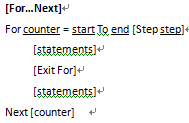 [For...Next]
For counter = start To end [Step step]
[statements]
[Exit For]
[statements]
Next [counter]